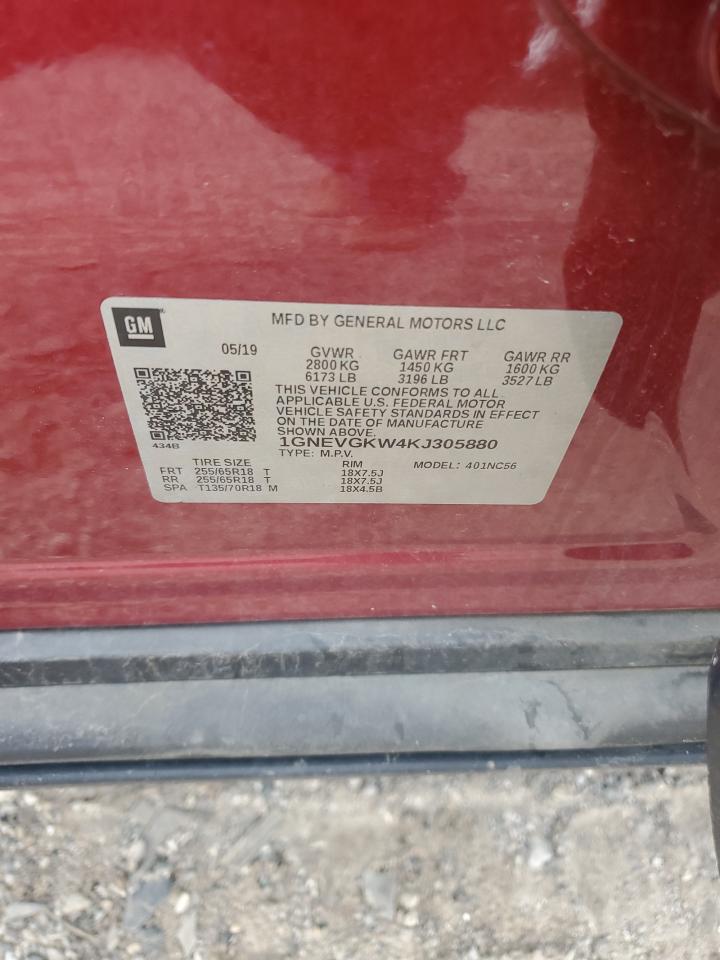 GM
MFD BY GENERAL MOTORS LLC
05/19 GVWR GAWR FRT GAWR RR
2800 KG 1450 KG 1600 KG
6173 LB 3196 LB 3527 LB
THIS VEHICLE CONFORMS TO ALL
APPLICABLE U.S. FEDERAL MOTOR
VEHICLE SAFETY STANDARDS IN EFFECT
ON THE DATE OF MANUFACTURE
SHOWN ABOVE.
434B
1GNEVGKW4KJ305880
TYPE: M.P.V. MODEL: 401NC56
TIRE SIZE RIM
FRT 255/65R18 T 18X7.5J
RR 255/65R18 T 18X7.5J
SPA T135/70R18 M 18X4.5B